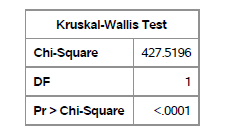 Kruskal-Wallis Test
Chi-Square 427.5196
DF 1
Pr > Chi-Square <.0001